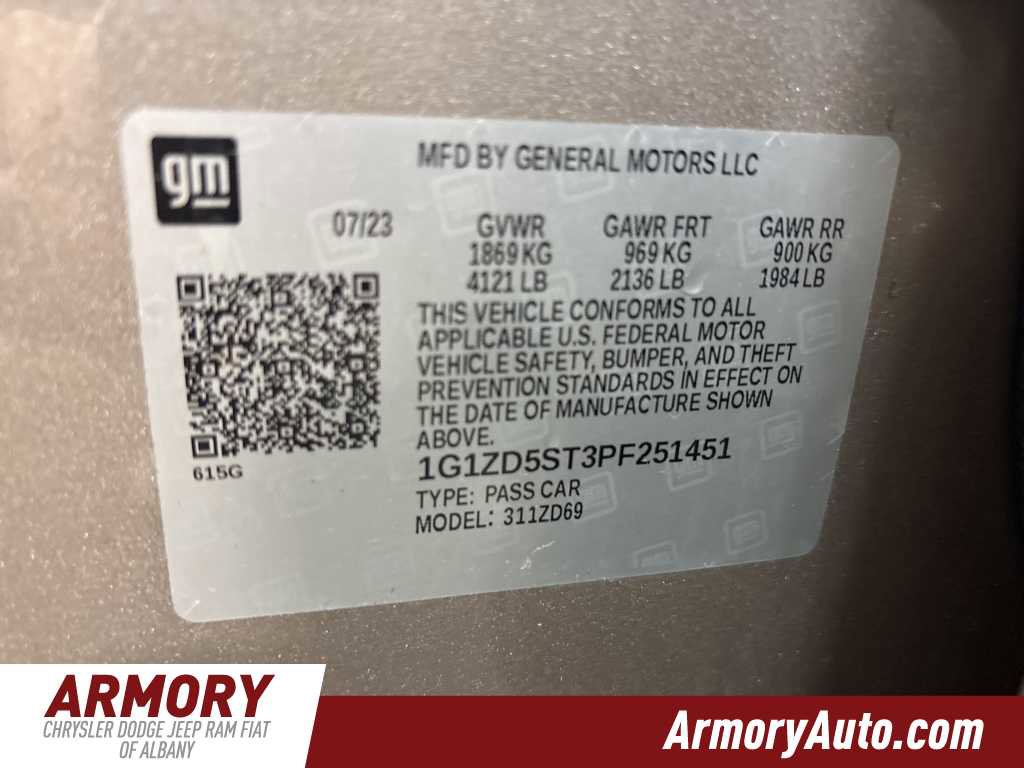 gm
MFD BY GENERAL MOTORS LLC
07/23 GVWR GAWR FRT GAWR RR
1869 KG 969 KG 900 KG
4121 LB 2136 LB 1984 LB
THIS VEHICLE CONFORMS TO ALL
APPLICABLE U.S. FEDERAL MOTOR
VEHICLE SAFETY, BUMPER, AND THEFT
PREVENTION STANDARDS IN EFFECT ON
THE DATE OF MANUFACTURE SHOWN
ABOVE.
615G
1G1ZD5ST3PF251451
TYPE: PASS CAR
MODEL: 311ZD69
ARMORY
CHRYSLER DODGE JEEP RAM FIAT
OF ALBANY
ArmoryAuto.com